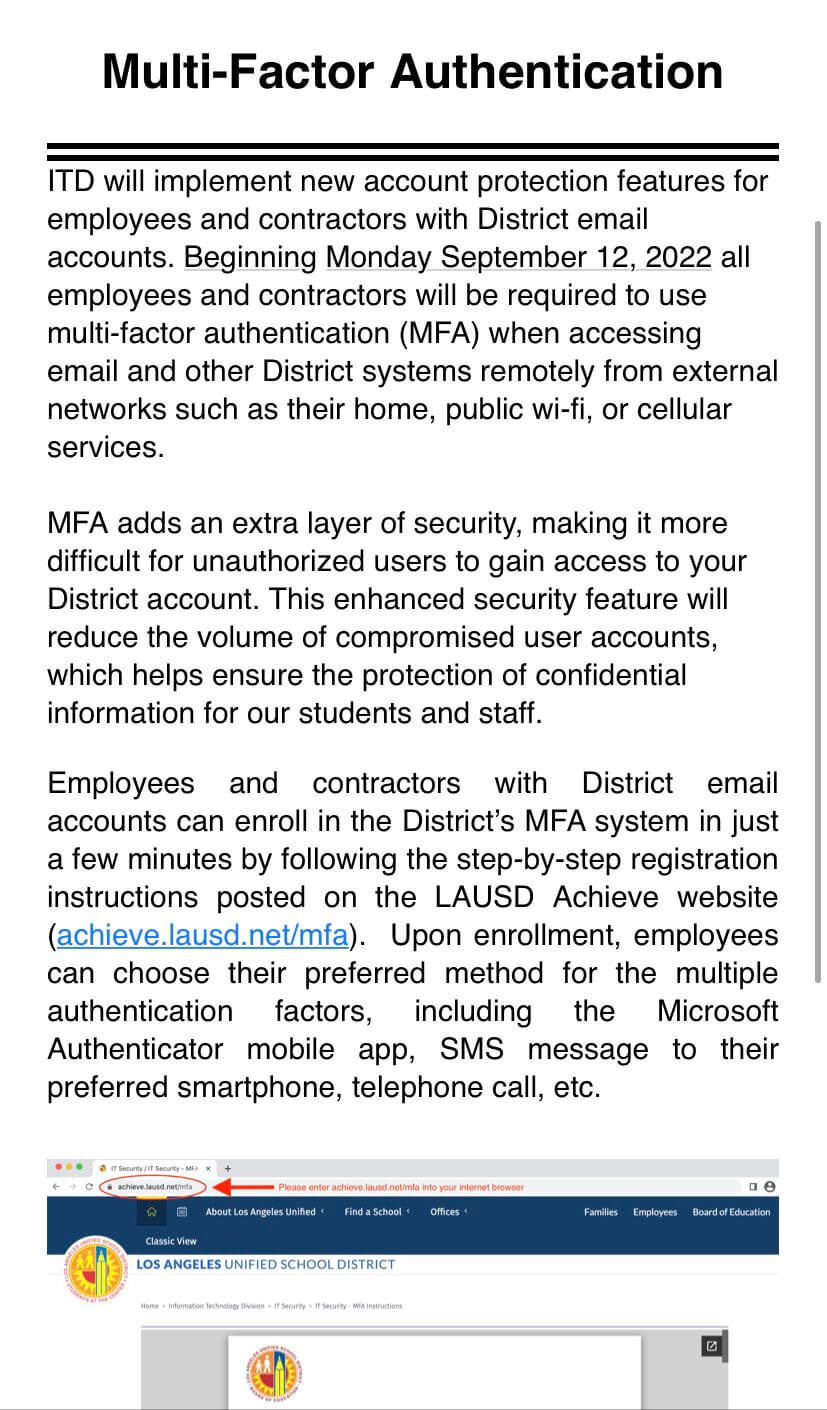 Multi-Factor Authentication
ITD will implement new account protection features for
employees and contractors with District email
accounts. Beginning Monday September 12, 2022 all
employees and contractors will be required to use
multi-factor authentication (MFA) when accessing
email and other District systems remotely from external
networks such as their home, public wi-fi, or cellular
services.
MFA adds an extra layer of security, making it more
difficult for unauthorized users to gain access to your
District account. This enhanced security feature will
reduce the volume of compromised user accounts,
which helps ensure the protection of confidential
information for our students and staff.
Employees and contractors with District email
accounts can enroll in the District’s MFA system in just
a few minutes by following the step-by-step registration
instructions posted on the LAUSD Achieve website
(achieve.lausd.net/mfa). Upon enrollment, employees
can choose their preferred method for the multiple
authentication factors, including the Microsoft
Authenticator mobile app, SMS message to their
preferred smartphone, telephone call, etc.
IT Security / IT Security - MFA
achieve.lausd.net/mfa Please enter achieve.lausd.net/mfa into your internet browser
About Los Angeles Unified Find a School Offices Families Employees Board of Education
Classic View
LOS ANGELES UNIFIED SCHOOL DISTRICT
Home > Information Technology Division > IT Security > IT Security - MFA Instructions